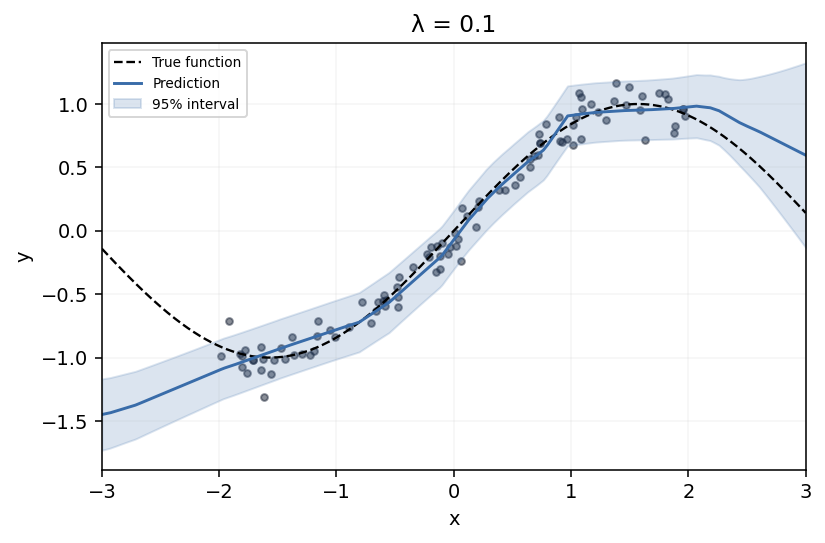 λ = 0.1
True function
Prediction
95% interval
y
1.0
0.5
0.0
−0.5
−1.0
−1.5
−3 −2 −1 0 1 2 3
x